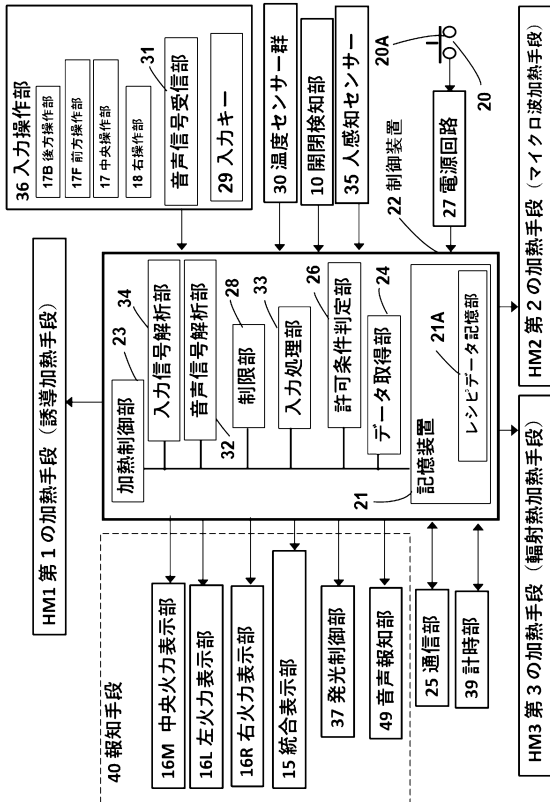 HM1 第1の加熱手段（誘導加熱手段）
36 入力操作部
17B 後方操作部
17F 前方操作部
17 中央操作部
18 右操作部
音声信号受信部
31
29 入力キー
30 温度センサー群
10 開閉検知部
35 人感知センサー
20A
20
27 電源回路
22 制御装置
加熱制御部
23
入力信号解析部
34
音声信号解析部
32
制限部
28
入力処理部
33
許可条件判定部
26
データ取得部
24
21
記憶装置
21A
レシピデータ記憶部
40 報知手段
16M 中央火力表示部
16L 左火力表示部
16R 右火力表示部
15 統合表示部
37 発光制御部
49 音声報知部
25 通信部
39 計時部
HM3 第3の加熱手段（輻射熱加熱手段）
HM2 第2の加熱手段（マイクロ波加熱手段）